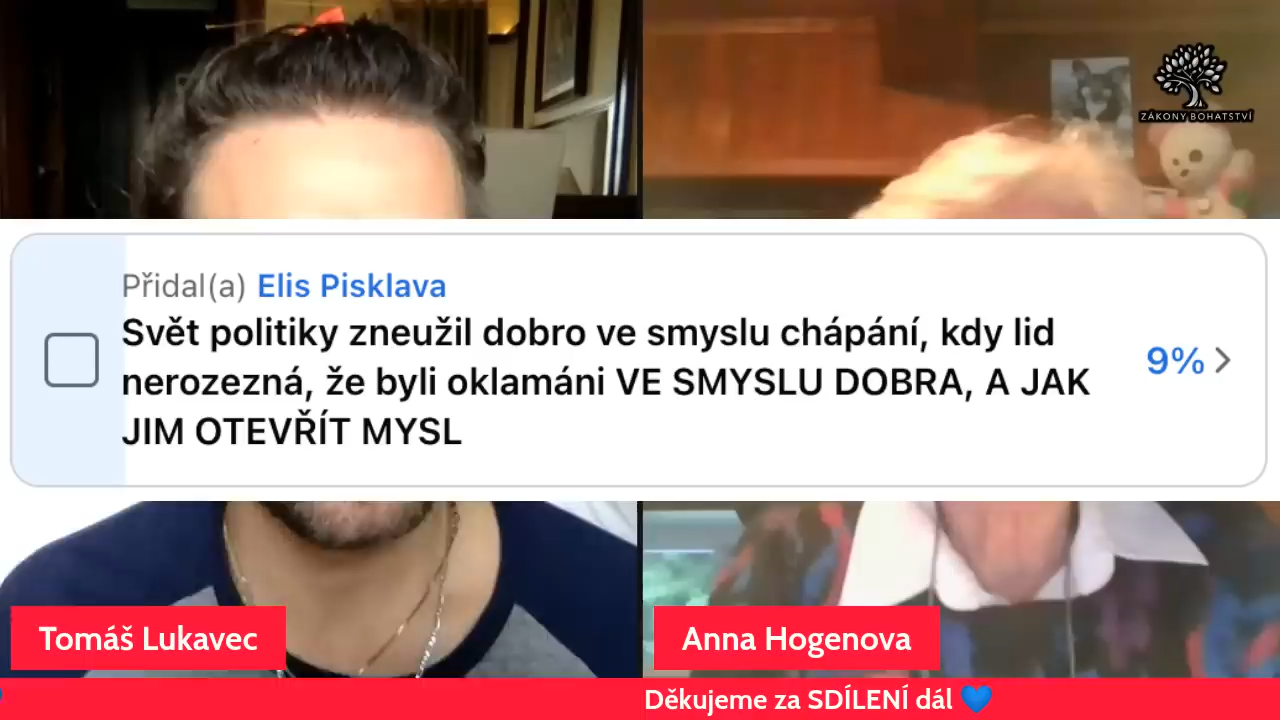 ZÁKONY BOHATSTVÍ
Přidal(a) Elis Pisklava
Svět politiky zneužil dobro ve smyslu chápání, kdy lid
nerozezná, že byli oklamáni VE SMYSLU DOBRA, A JAK
JIM OTEVŘÍT MYSL
9%
Tomáš Lukavec
Anna Hogenova
Děkujeme za SDÍLENÍ dál 💙